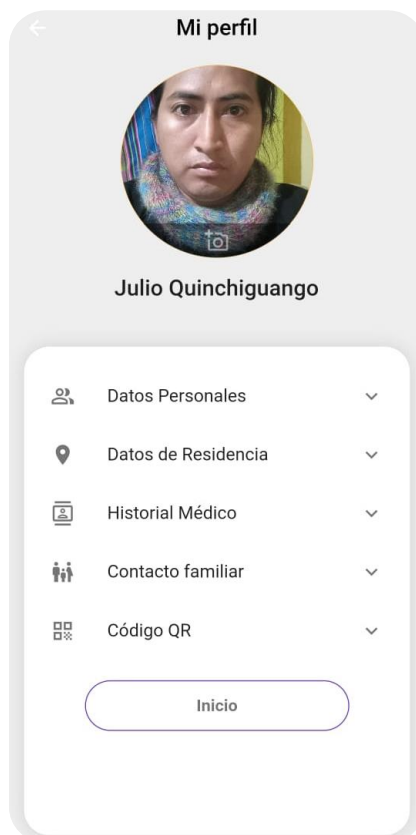 Mi perfil
Julio Quinchiguango
Datos Personales
Datos de Residencia
Historial Médico
Contacto familiar
Código QR
Inicio